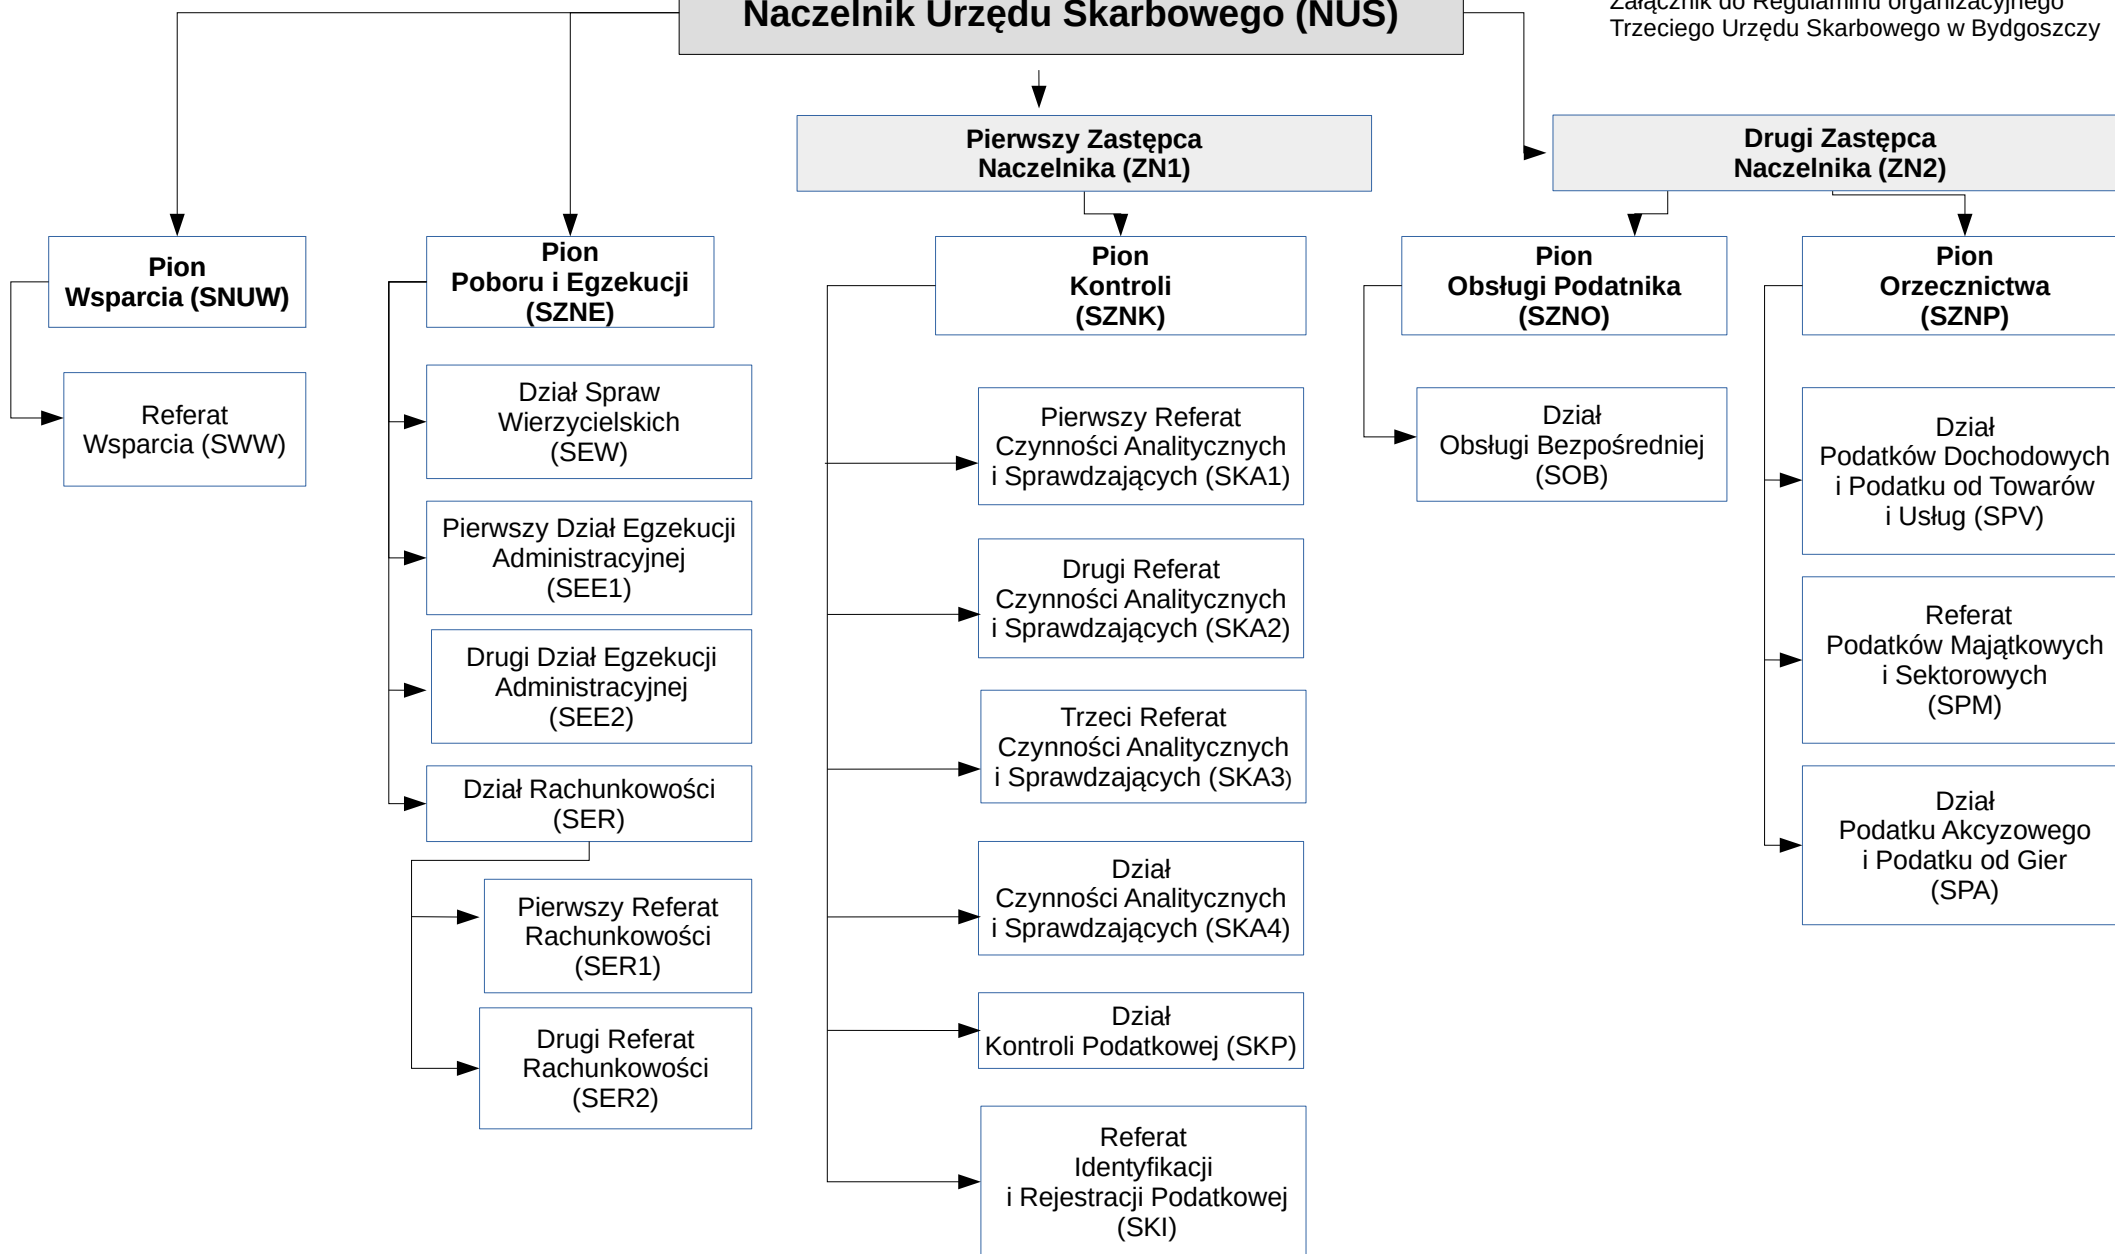 Naczelnik Urzędu Skarbowego (NUS)
Załącznik do Regulaminu organizacyjnego
Trzeciego Urzędu Skarbowego w Bydgoszczy
Pierwszy Zastępca
Naczelnika (ZN1)
Drugi Zastępca
Naczelnika (ZN2)
Pion
Wsparcia (SNUW)
Referat
Wsparcia (SWW)
Pion
Poboru i Egzekucji
(SZNE)
Dział Spraw
Wierzycielskich
(SEW)
Pierwszy Dział Egzekucji
Administracyjnej
(SEE1)
Drugi Dział Egzekucji
Administracyjnej
(SEE2)
Dział Rachunkowości
(SER)
Pierwszy Referat
Rachunkowości
(SER1)
Drugi Referat
Rachunkowości
(SER2)
Pion
Kontroli
(SZNK)
Pierwszy Referat
Czynności Analitycznych
i Sprawdzających (SKA1)
Drugi Referat
Czynności Analitycznych
i Sprawdzających (SKA2)
Trzeci Referat
Czynności Analitycznych
i Sprawdzających (SKA3)
Dział
Czynności Analitycznych
i Sprawdzających (SKA4)
Dział
Kontroli Podatkowej (SKP)
Referat
Identyfikacji
i Rejestracji Podatkowej
(SKI)
Pion
Obsługi Podatnika
(SZNO)
Dział
Obsługi Bezpośredniej
(SOB)
Pion
Orzecznictwa
(SZNP)
Dział
Podatków Dochodowych
i Podatku od Towarów
i Usług (SPV)
Referat
Podatków Majątkowych
i Sektorowych
(SPM)
Dział
Podatku Akcyzowego
i Podatku od Gier
(SPA)